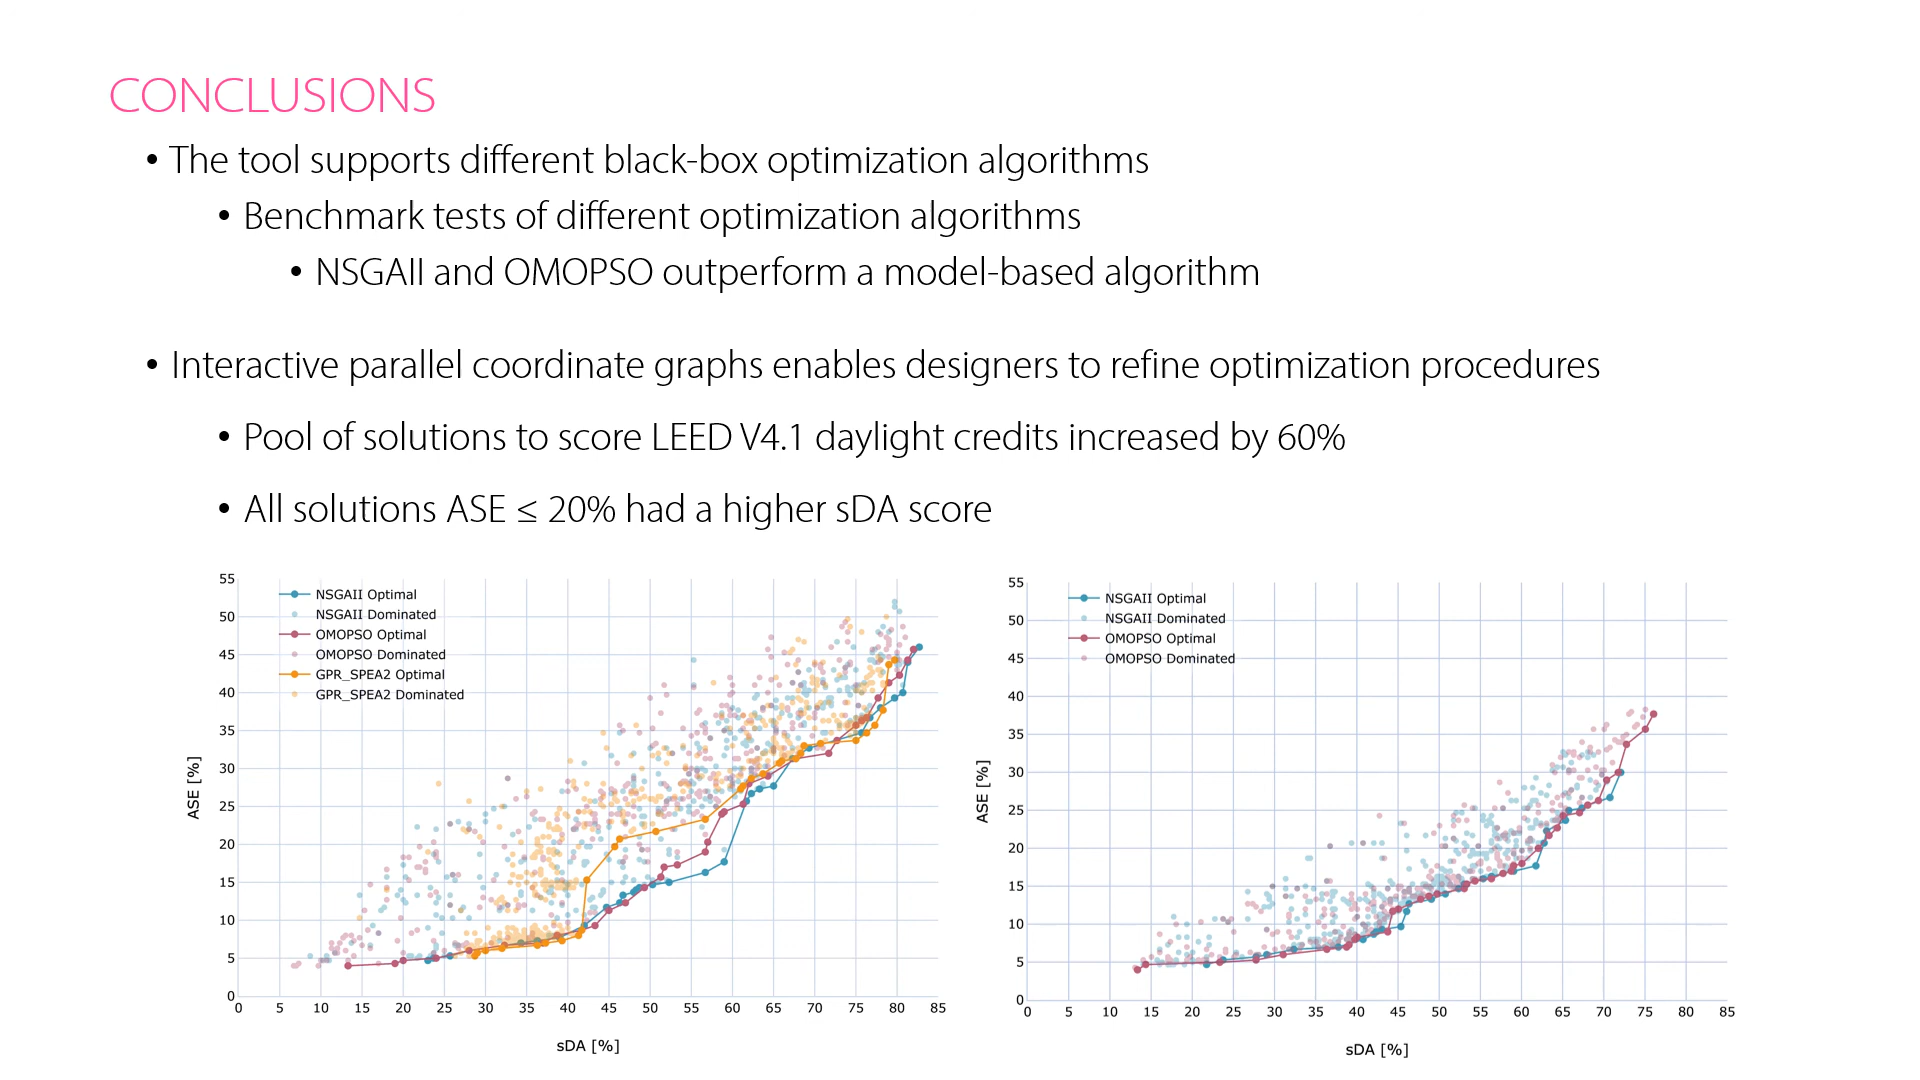 CONCLUSIONS
• The tool supports different black-box optimization algorithms
• Benchmark tests of different optimization algorithms
• NSGAII and OMOPSO outperform a model-based algorithm
• Interactive parallel coordinate graphs enables designers to refine optimization procedures
• Pool of solutions to score LEED V4.1 daylight credits increased by 60%
• All solutions ASE ≤ 20% had a higher sDA score
55
50
45
40
35
30
25
20
15
10
5
0
ASE [%]
NSGAII Optimal
NSGAII Dominated
OMOPSO Optimal
OMOPSO Dominated
GPR_SPEA2 Optimal
GPR_SPEA2 Dominated
0 5 10 15 20 25 30 35 40 45 50 55 60 65 70 75 80 85
sDA [%]
55
50
45
40
35
30
25
20
15
10
5
0
ASE [%]
NSGAII Optimal
NSGAII Dominated
OMOPSO Optimal
OMOPSO Dominated
0 5 10 15 20 25 30 35 40 45 50 55 60 65 70 75 80 85
sDA [%]